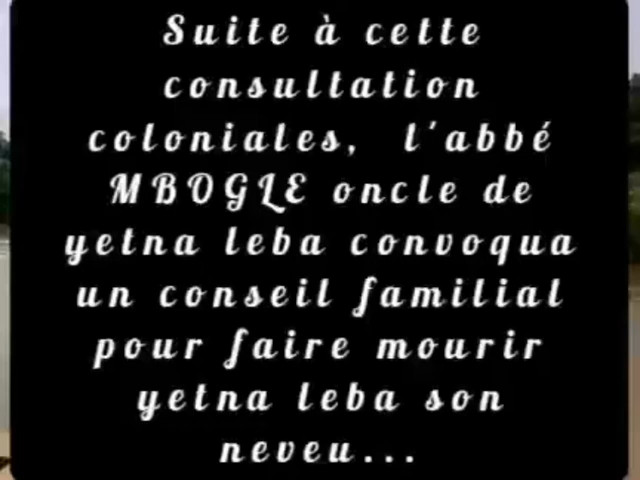 Suite à cette
consultation
coloniales, l'abbé
MBOGLE oncle de
yetna leba convoqua
un conseil familial
pour faire mourir
yetna leba son
neveu...